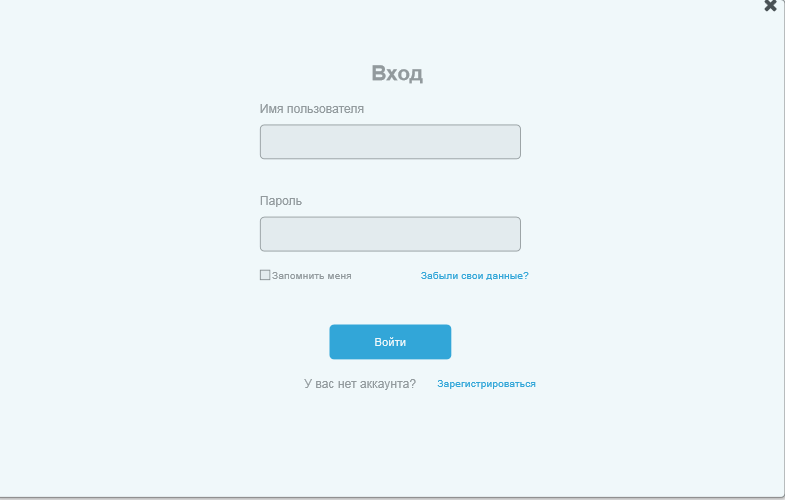 Вход
Имя пользователя
Пароль
Запомнить меня Забыли свои данные?
Войти
У вас нет аккаунта? Зарегистрироваться